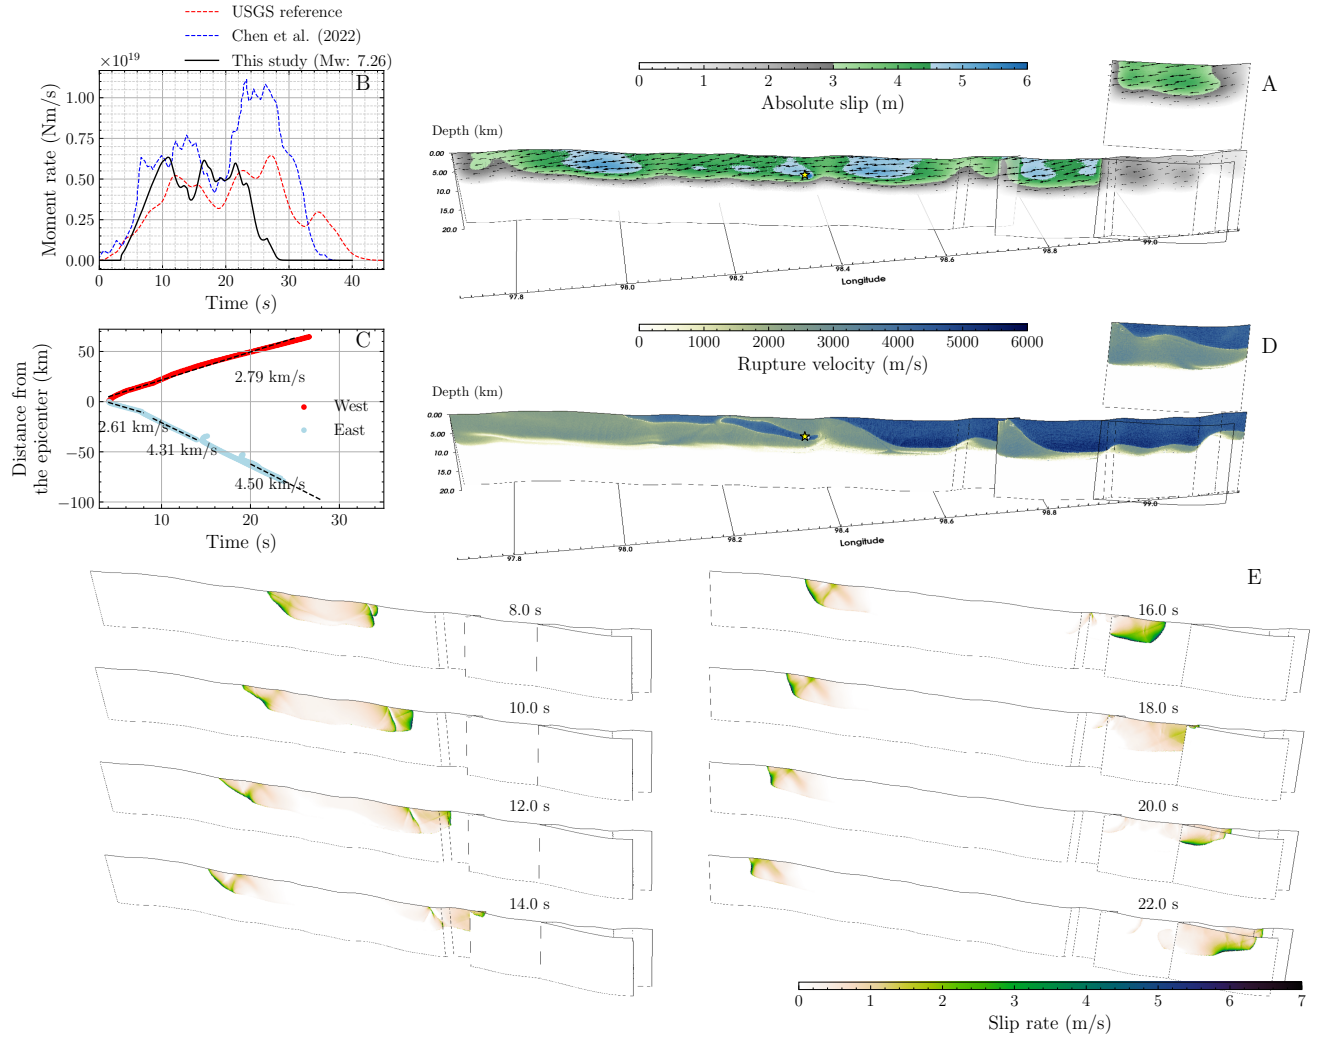 USGS reference
Chen et al. (2022)
This study (Mw: 7.26)
×10¹⁹
B
1.00
0.75
0.50
0.25
0.00
Moment rate (Nm/s)
0 10 20 30 40
Time (s)
0 1 2 3 4 5 6
Absolute slip (m)
A
Depth (km)
0.00
5.00
10.0
15.0
20.0
97.8 98.0 98.2 98.4 98.6 98.8 99.0
Longitude
C
50
0
−50
−100
Distance from
the epicenter (km)
2.79 km/s
West
East
2.61 km/s
4.31 km/s
4.50 km/s
10 20 30
Time (s)
0 1000 2000 3000 4000 5000 6000
Rupture velocity (m/s)
D
Depth (km)
0.00
5.00
10.0
15.0
20.0
97.8 98.0 98.2 98.4 98.6 98.8 99.0
Longitude
E
8.0 s
10.0 s
12.0 s
14.0 s
16.0 s
18.0 s
20.0 s
22.0 s
0 1 2 3 4 5 6 7
Slip rate (m/s)